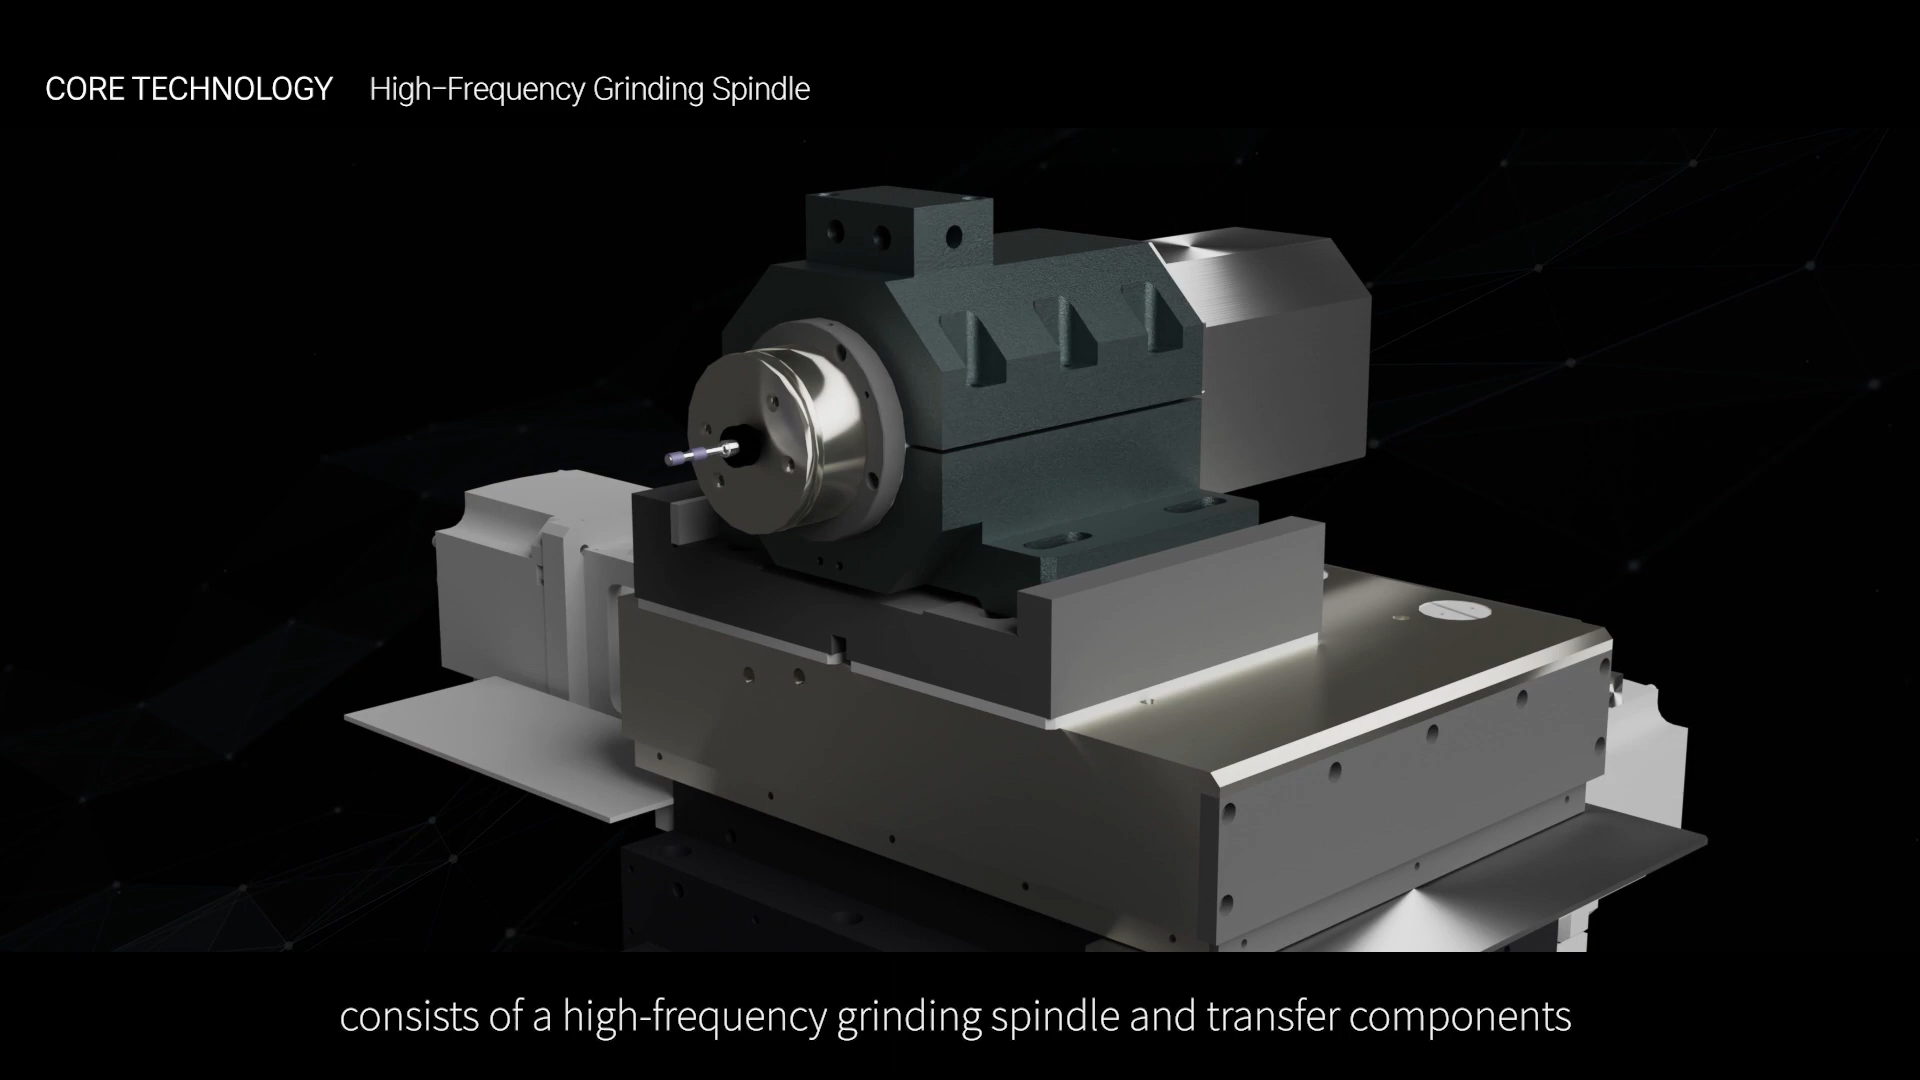 CORE TECHNOLOGY High-Frequency Grinding Spindle
consists of a high-frequency grinding spindle and transfer components